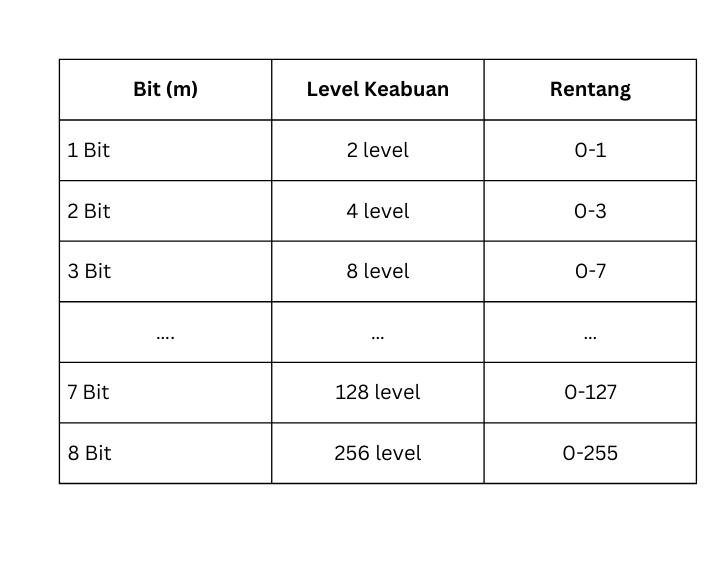 Bit (m) Level Keabuan Rentang
1 Bit 2 level 0-1
2 Bit 4 level 0-3
3 Bit 8 level 0-7
.... ... ...
7 Bit 128 level 0-127
8 Bit 256 level 0-255